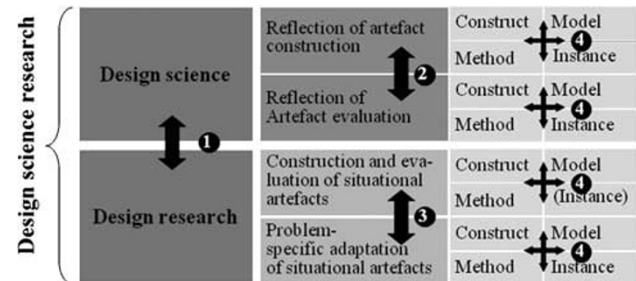 Design science research
Design science
1
Design research
Reflection of artefact
construction
2
Reflection of
Artefact evaluation
Construction and eva-
luation of situational
artefacts
3
Problem-
specific adaptation
of situational artefacts
Construct Model
4
Method Instance
Construct Model
4
Method Instance
Construct Model
4
Method (Instance)
Construct Model
4
Method Instance